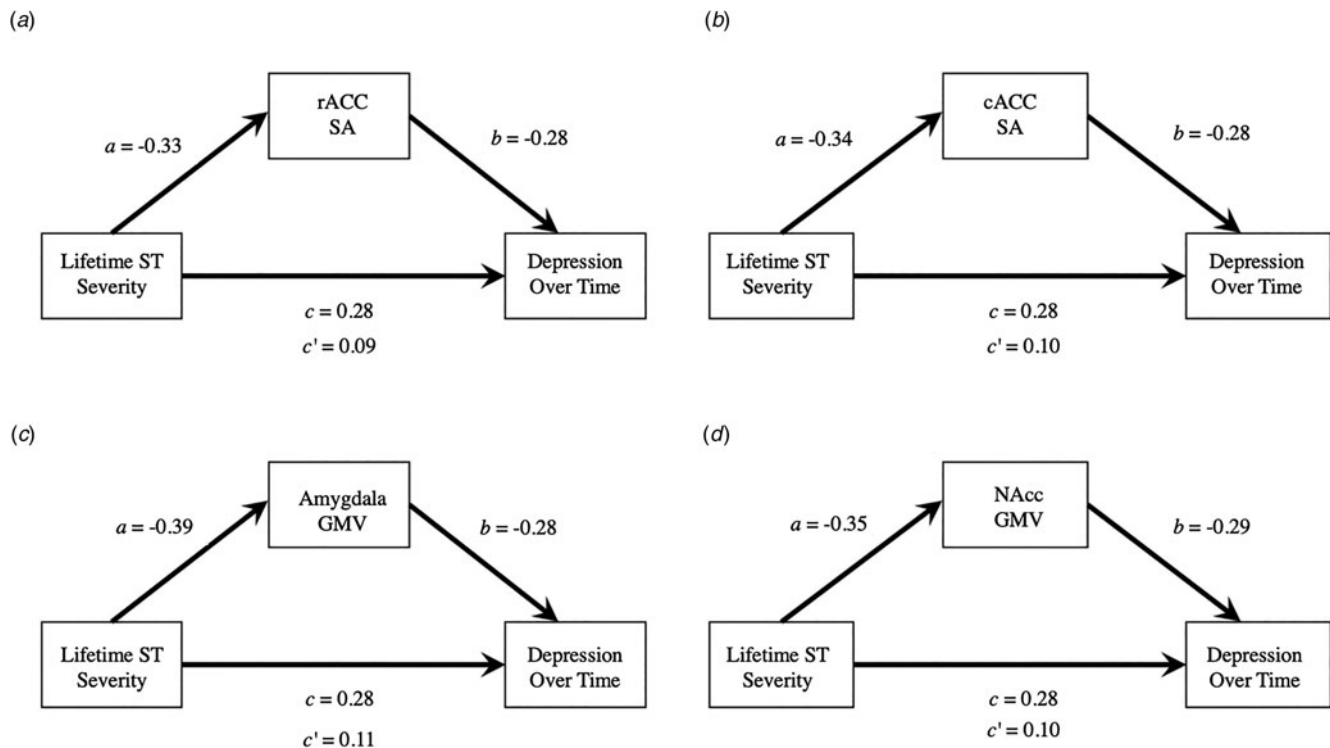 (a)
rACC
SA
a = -0.33
b = -0.28
Lifetime ST
Severity
Depression
Over Time
c = 0.28
c' = 0.09
(b)
cACC
SA
a = -0.34
b = -0.28
Lifetime ST
Severity
Depression
Over Time
c = 0.28
c' = 0.10
(c)
Amygdala
GMV
a = -0.39
b = -0.28
Lifetime ST
Severity
Depression
Over Time
c = 0.28
c' = 0.11
(d)
NAcc
GMV
a = -0.35
b = -0.29
Lifetime ST
Severity
Depression
Over Time
c = 0.28
c' = 0.10